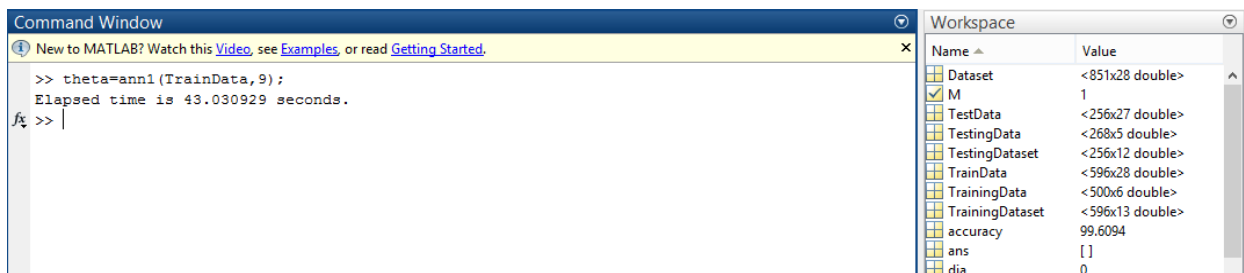 Command Window
New to MATLAB? Watch this Video, see Examples, or read Getting Started.
>> theta=ann1(TrainData,9);
Elapsed time is 43.030929 seconds.
fx >>
Workspace
Name Value
Dataset <851x28 double>
M 1
TestData <256x27 double>
TestingData <268x5 double>
TestingDataset <256x12 double>
TrainData <596x28 double>
TrainingData <500x6 double>
TrainingDataset <596x13 double>
accuracy 99.6094
ans []
dia 0